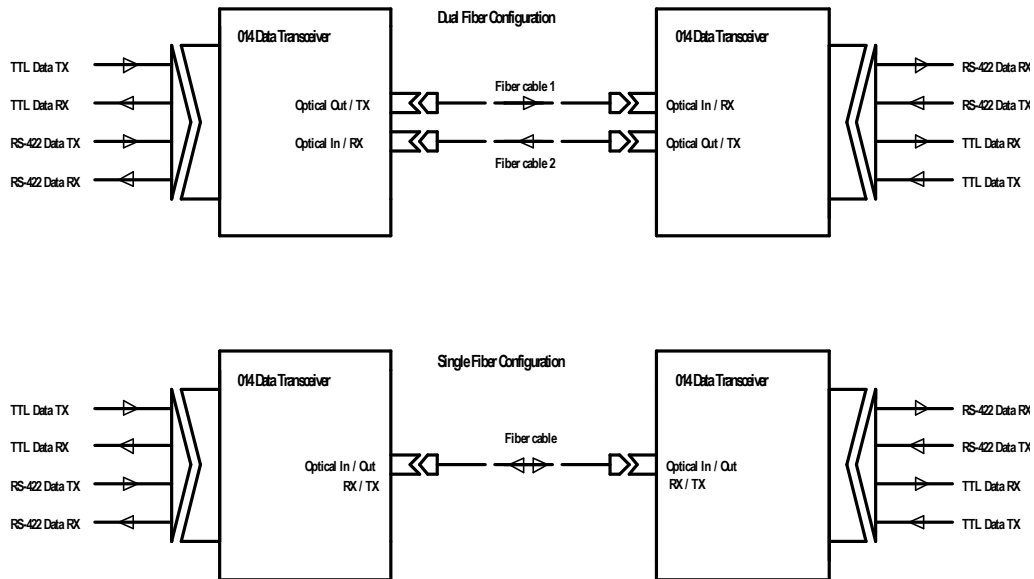 Dual Fiber Configuration
014 Data Transceiver
014 Data Transceiver
TTL Data TX
TTL Data RX
RS-422 Data TX
RS-422 Data RX
Optical Out / TX
Optical In / RX
Fiber cable 1
Fiber cable 2
Optical In / RX
Optical Out / TX
RS-422 Data RX
RS-422 Data TX
TTL Data RX
TTL Data TX
Single Fiber Configuration
014 Data Transceiver
014 Data Transceiver
TTL Data TX
TTL Data RX
RS-422 Data TX
RS-422 Data RX
Optical In / Out
RX / TX
Fiber cable
Optical In / Out
RX / TX
RS-422 Data RX
RS-422 Data TX
TTL Data RX
TTL Data TX